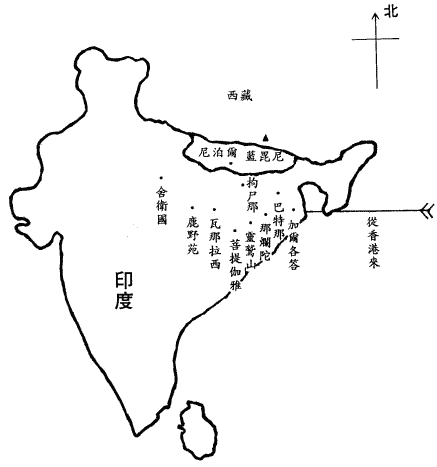 北
西藏
尼泊爾
藍毘尼
舍衛國
鹿野苑
瓦那拉西
菩提伽雅
拘尸那
靈鷲山
那爛陀
巴特那
加爾各答
從香港來
印度